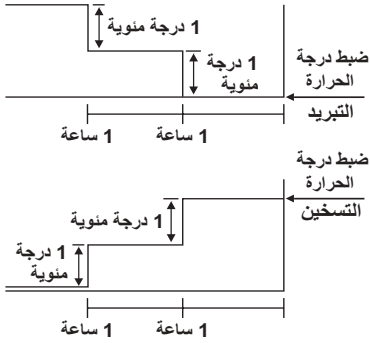 1 درجة مئوية
1 درجة
مئوية
ضبط درجة
الحرارة
التبريد
1 ساعة
1 ساعة
ضبط درجة
الحرارة
التسخين
1 درجة مئوية
1 درجة
مئوية
1 ساعة
1 ساعة